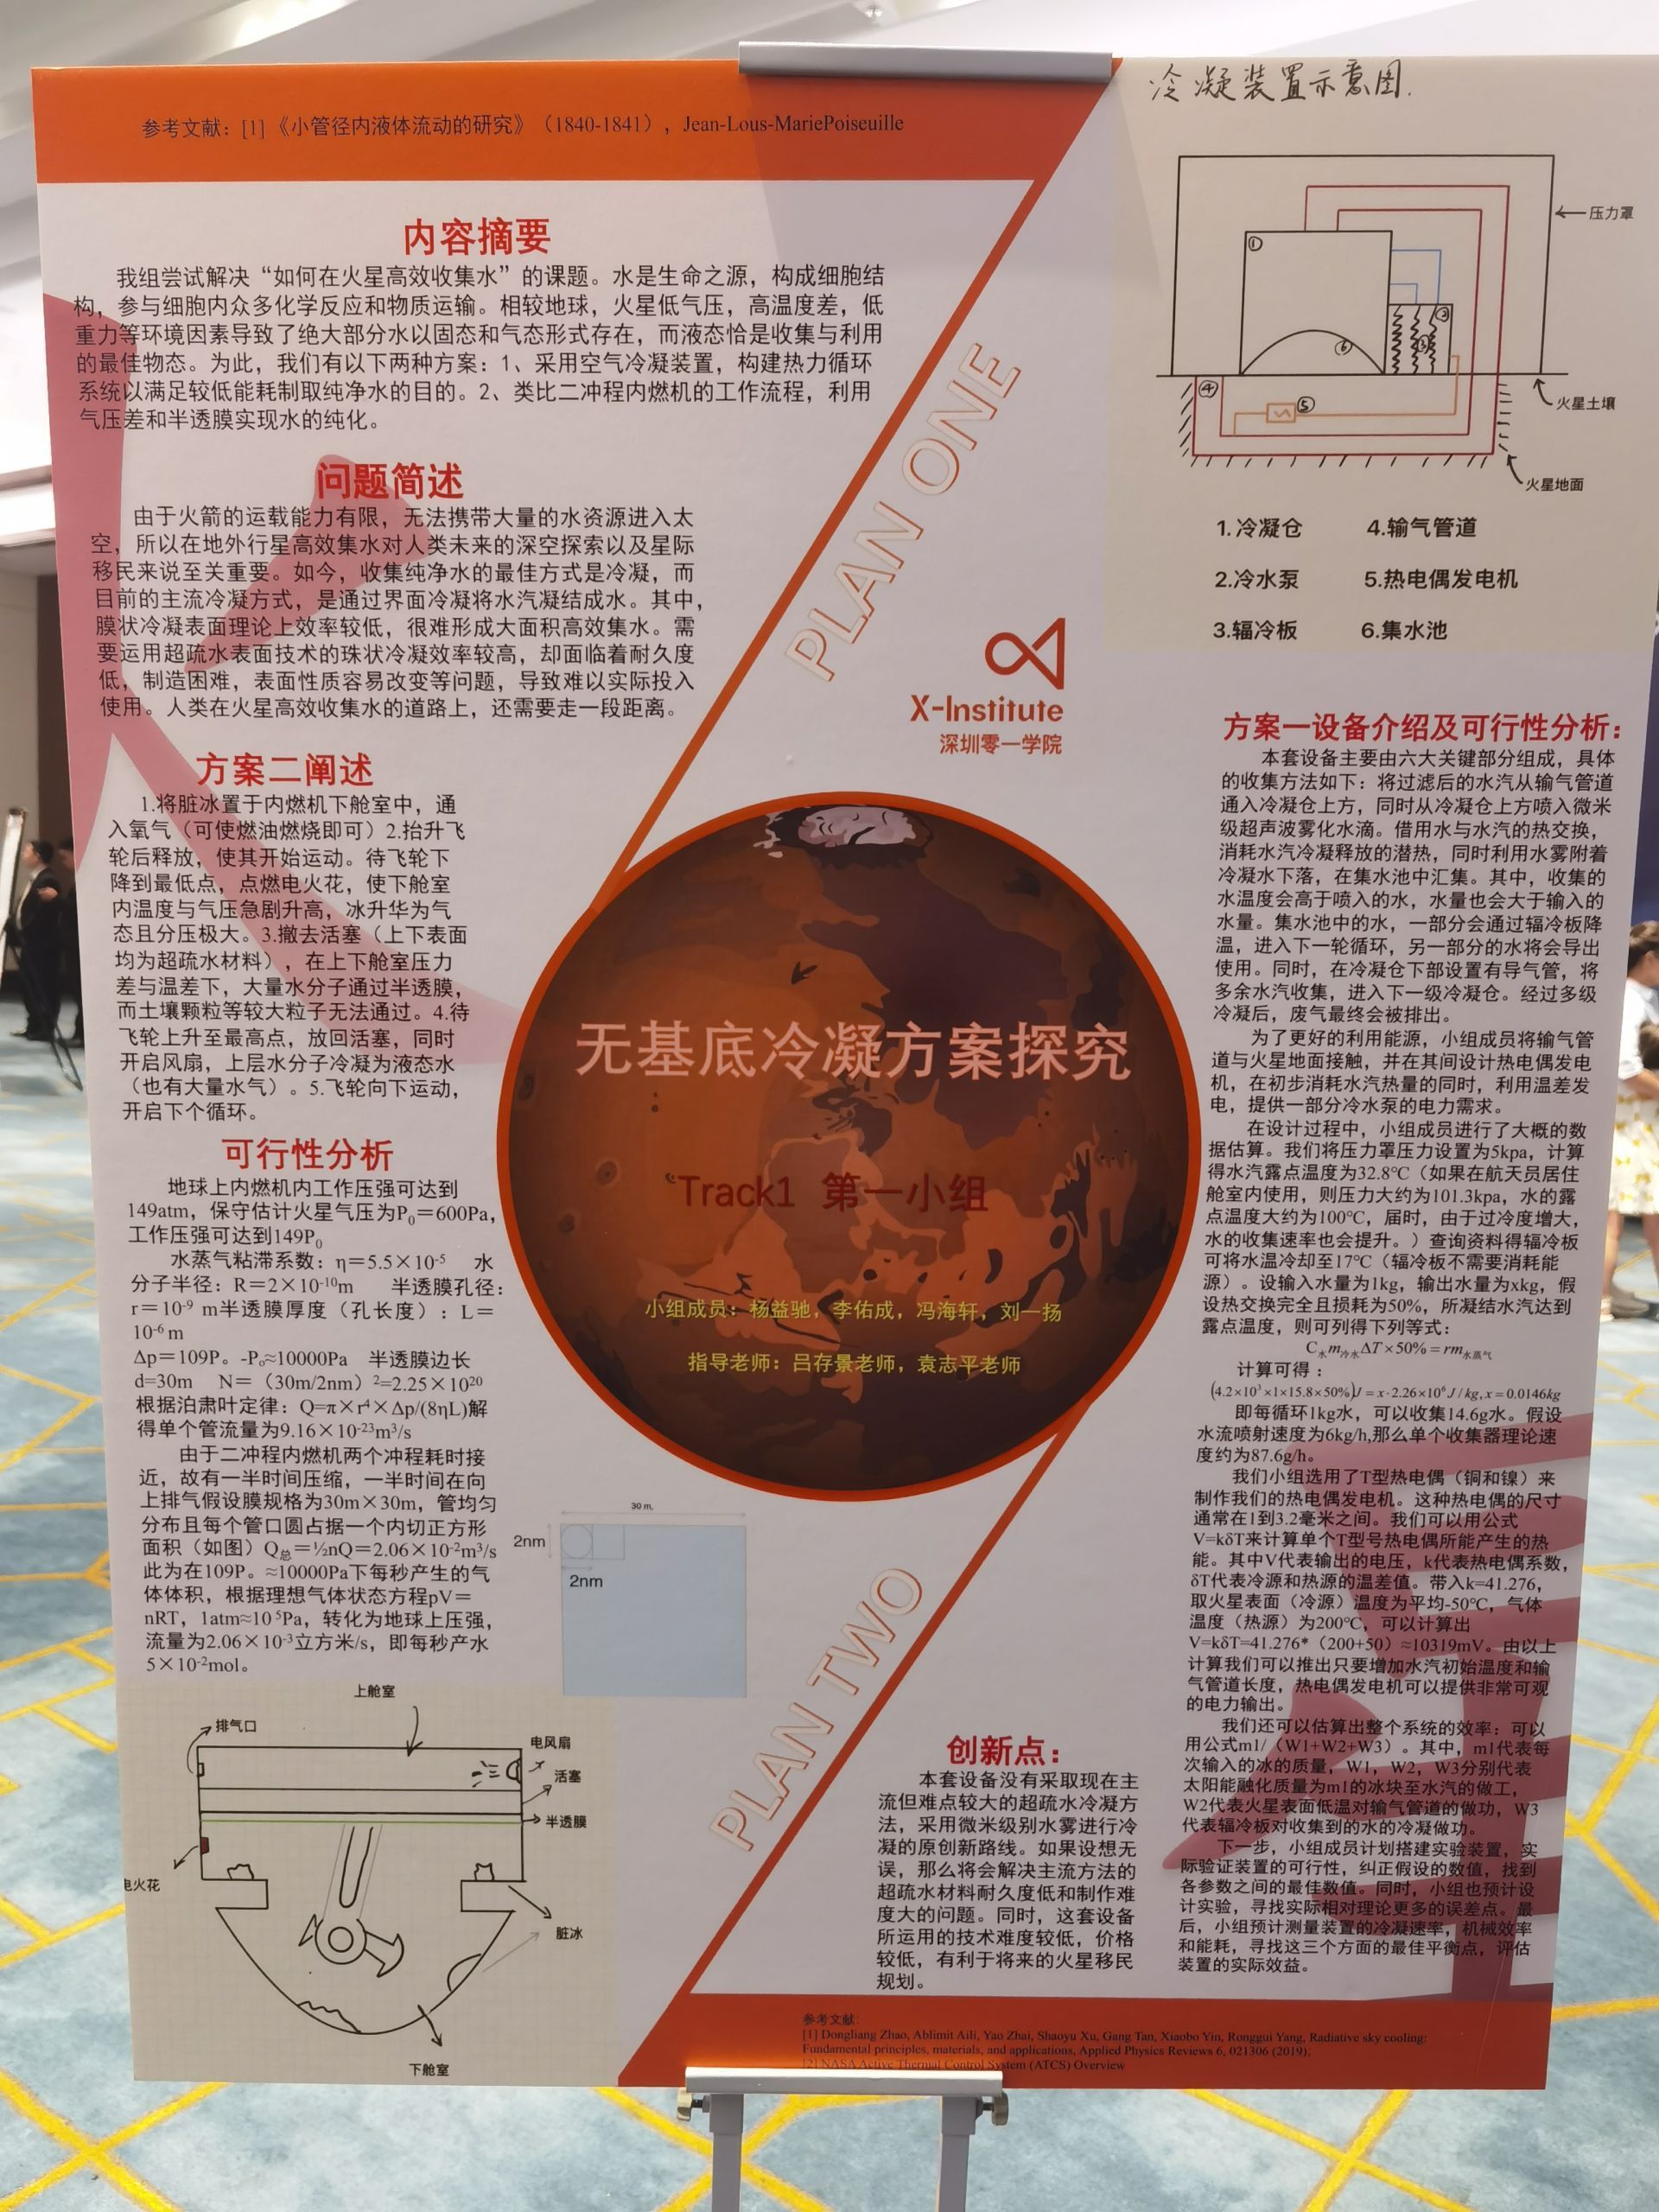 参考文献：[1]《小管径内液体流动的研究》（1840-1841），Jean-Lous-MariePoiseuille
内容摘要
我组尝试解决“如何在火星高效收集水”的课题。水是生命之源，构成细胞结
构，参与细胞内众多化学反应和物质运输。相较地球，火星低气压，高温度差，低
重力等环境因素导致了绝大部分水以固态和气态形式存在，而液态恰是收集与利用
的最佳物态。为此，我们有以下两种方案：1、采用空气冷凝装置，构建热力循环
系统以满足较低能耗制取纯净水的目的。2、类比二冲程内燃机的工作流程，利用
气压差和半透膜实现水的纯化。
问题简述
由于火箭的运载能力有限，无法携带大量的水资源进入太
空，所以在地外行星高效集水对人类未来的深空探索以及星际
移民来说至关重要。如今，收集纯净水的最佳方式是冷凝，而
目前的主流冷凝方式，是通过界面冷凝将水汽凝结成水。其中，
膜状冷凝表面理论上效率较低，很难形成大面积高效集水。需
要运用超疏水表面技术的珠状冷凝效率较高，却面临着耐久度
低，制造困难，表面性质容易改变等问题，导致难以实际投入
使用。人类在火星高效收集水的道路上，还需要走一段距离。
方案二阐述
1.将脏冰置于内燃机下舱室中，通
入氧气（可使燃油燃烧即可）2.抬升飞
轮后释放，使其开始运动。待飞轮下
降到最低点，点燃电火花，使下舱室
内温度与气压急剧升高，冰升华为气
态且分压极大。3.撤去活塞（上下表面
均为超疏水材料），在上下舱室压力
差与温差下，大量水分子通过半透膜，
而土壤颗粒等较大粒子无法通过。4.待
飞轮上升至最高点，放回活塞，同时
开启风扇，上层水分子冷凝为液态水
（也有大量水气）。5.飞轮向下运动，
开启下个循环。
可行性分析
地球上内燃机内工作压强可达到
149atm，保守估计火星气压为P₀＝600Pa，
工作压强可达到149P₀
水蒸气粘滞系数：η＝5.5×10⁻⁵ 水
分子半径：R＝2×10⁻¹⁰m 半透膜孔径：
r＝10⁻⁹ m半透膜厚度（孔长度）：L＝
10⁻⁶ m
Δp＝109P。-Pₒ≈10000Pa 半透膜边长
d=30m N＝（30m/2nm）²=2.25×10²⁰
根据泊肃叶定律：Q=π×r⁴×Δp/(8ηL)解
得单个管流量为9.16×10⁻²³m³/s
由于二冲程内燃机两个冲程耗时接
近，故有一半时间压缩，一半时间在向
上排气假设膜规格为30m×30m，管均匀
分布且每个管口圆占据一个内切正方形
面积（如图）Q总＝½nQ＝2.06×10⁻²m³/s
此为在109P。≈10000Pa下每秒产生的气
体体积，根据理想气体状态方程pV＝
nRT，1atm≈10⁵Pa，转化为地球上压强，
流量为2.06×10⁻³立方米/s，即每秒产水
5×10⁻²mol。
上舱室
排气口
电风扇
活塞
半透膜
电火花
脏冰
下舱室
30 m,
2nm
2nm
PLAN ONE
X-Institute
深圳零一学院
无基底冷凝方案探究
Track1 第一小组
小组成员：杨益驰，李佑成，冯海轩，刘一扬
指导老师：吕存景老师，袁志平老师
PLAN TWO
创新点：
本套设备没有采取现在主
流但难点较大的超疏水冷凝方
法，采用微米级别水雾进行冷
凝的原创新路线。如果设想无
误，那么将会解决主流方法的
超疏水材料耐久度低和制作难
度大的问题。同时，这套设备
所运用的技术难度较低，价格
较低，有利于将来的火星移民
规划。
冷凝装置示意图.
压力罩
①
②
③
⑥
④
⑤
火星土壤
火星地面
1.冷凝仓 4.输气管道
2.冷水泵 5.热电偶发电机
3.辐冷板 6.集水池
方案一设备介绍及可行性分析：
本套设备主要由六大关键部分组成，具体
的收集方法如下：将过滤后的水汽从输气管道
通入冷凝仓上方，同时从冷凝仓上方喷入微米
级超声波雾化水滴。借用水与水汽的热交换，
消耗水汽冷凝释放的潜热，同时利用水雾附着
冷凝水下落，在集水池中汇集。其中，收集的
水温度会高于喷入的水，水量也会大于输入的
水量。集水池中的水，一部分会通过辐冷板降
温，进入下一轮循环，另一部分的水将会导出
使用。同时，在冷凝仓下部设置有导气管，将
多余水汽收集，进入下一级冷凝仓。经过多级
冷凝后，废气最终会被排出。
为了更好的利用能源，小组成员将输气管
道与火星地面接触，并在其间设计热电偶发电
机，在初步消耗水汽热量的同时，利用温差发
电，提供一部分冷水泵的电力需求。
在设计过程中，小组成员进行了大概的数
据估算。我们将压力罩压力设置为5kpa，计算
得水汽露点温度为32.8℃（如果在航天员居住
舱室内使用，则压力大约为101.3kpa，水的露
点温度大约为100℃，届时，由于过冷度增大，
水的收集速率也会提升。）查询资料得辐冷板
可将水温冷却至17℃（辐冷板不需要消耗能
源）。设输入水量为1kg，输出水量为xkg，假
设热交换完全且损耗为50%，所凝结水汽达到
露点温度，则可列得下列等式：
C水m冷水ΔT×50%＝rm水蒸气
计算可得：
(4.2×10³×1×15.8×50%)J＝x·2.26×10⁶J/kg,x＝0.0146kg
即每循环1kg水，可以收集14.6g水。假设
水流喷射速度为6kg/h,那么单个收集器理论速
度约为87.6g/h。
我们小组选用了T型热电偶（铜和镍）来
制作我们的热电偶发电机。这种热电偶的尺寸
通常在1到3.2毫米之间。我们可以用公式
V=kδT来计算单个T型号热电偶所能产生的热
能。其中V代表输出的电压，k代表热电偶系数，
δT代表冷源和热源的温差值。带入k=41.276，
取火星表面（冷源）温度为平均-50℃，气体
温度（热源）为200℃，可以计算出
V=kδT=41.276*（200+50）≈10319mV。由以上
计算我们可以推出只要增加水汽初始温度和输
气管道长度，热电偶发电机可以提供非常可观
的电力输出。
我们还可以估算出整个系统的效率：可以
用公式m1/（W1+W2+W3）。其中，m1代表每
次输入的冰的质量，W1，W2，W3分别代表
太阳能融化质量为m1的冰块至水汽的做工，
W2代表火星表面低温对输气管道的做功，W3
代表辐冷板对收集到的水的冷凝做功。
下一步，小组成员计划搭建实验装置，实
际验证装置的可行性，纠正假设的数值，找到
各参数之间的最佳数值。同时，小组也预计设
计实验，寻找实际相对理论更多的误差点。最
后，小组预计测量装置的冷凝速率，机械效率
和能耗，寻找这三个方面的最佳平衡点，评估
装置的实际效益。
参考文献:
[1] Dongliang Zhao, Ablimit Aili, Yao Zhai, Shaoyu Xu, Gang Tan, Xiaobo Yin, Ronggui Yang, Radiative sky cooling:
Fundamental principles, materials, and applications, Applied Physics Reviews 6, 021306 (2019).
[2] NASA Active Thermal Control System (ATCS) Overview